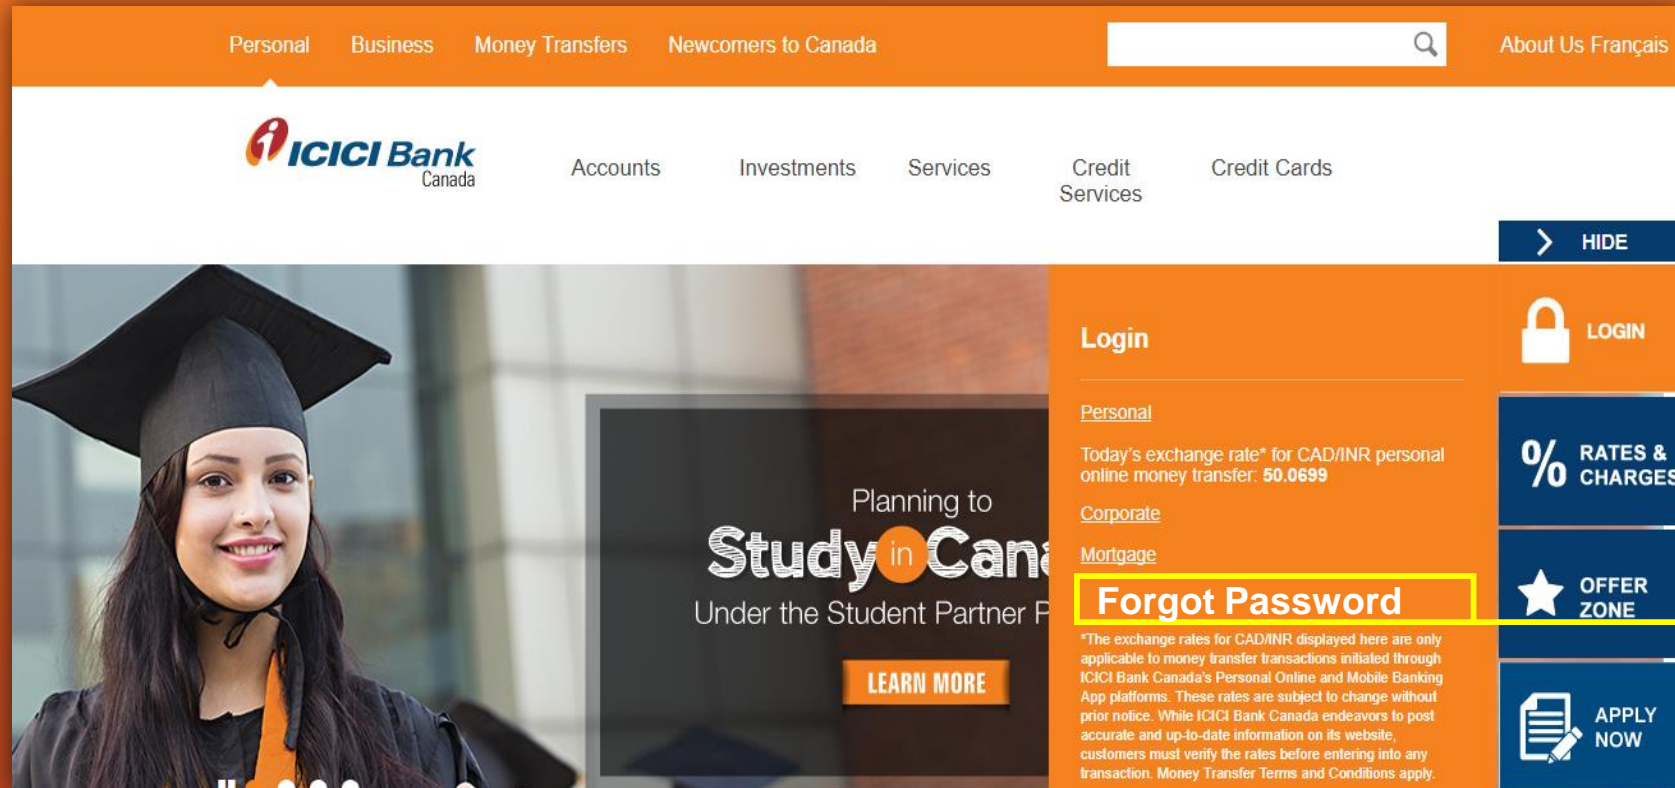 Personal Business Money Transfers Newcomers to Canada About Us Français
ICICI Bank
Canada
Accounts Investments Services Credit Services Credit Cards
HIDE
LOGIN
RATES &
CHARGES
OFFER
ZONE
APPLY
NOW
Planning to
Study in Cana
Under the Student Partner P
LEARN MORE
Login
Personal
Today's exchange rate* for CAD/INR personal
online money transfer: 50.0699
Corporate
Mortgage
Forgot Password
*The exchange rates for CAD/INR displayed here are only
applicable to money transfer transactions initiated through
ICICI Bank Canada's Personal Online and Mobile Banking
App platforms. These rates are subject to change without
prior notice. While ICICI Bank Canada endeavors to post
accurate and up-to-date information on its website,
customers must verify the rates before entering into any
transaction. Money Transfer Terms and Conditions apply.